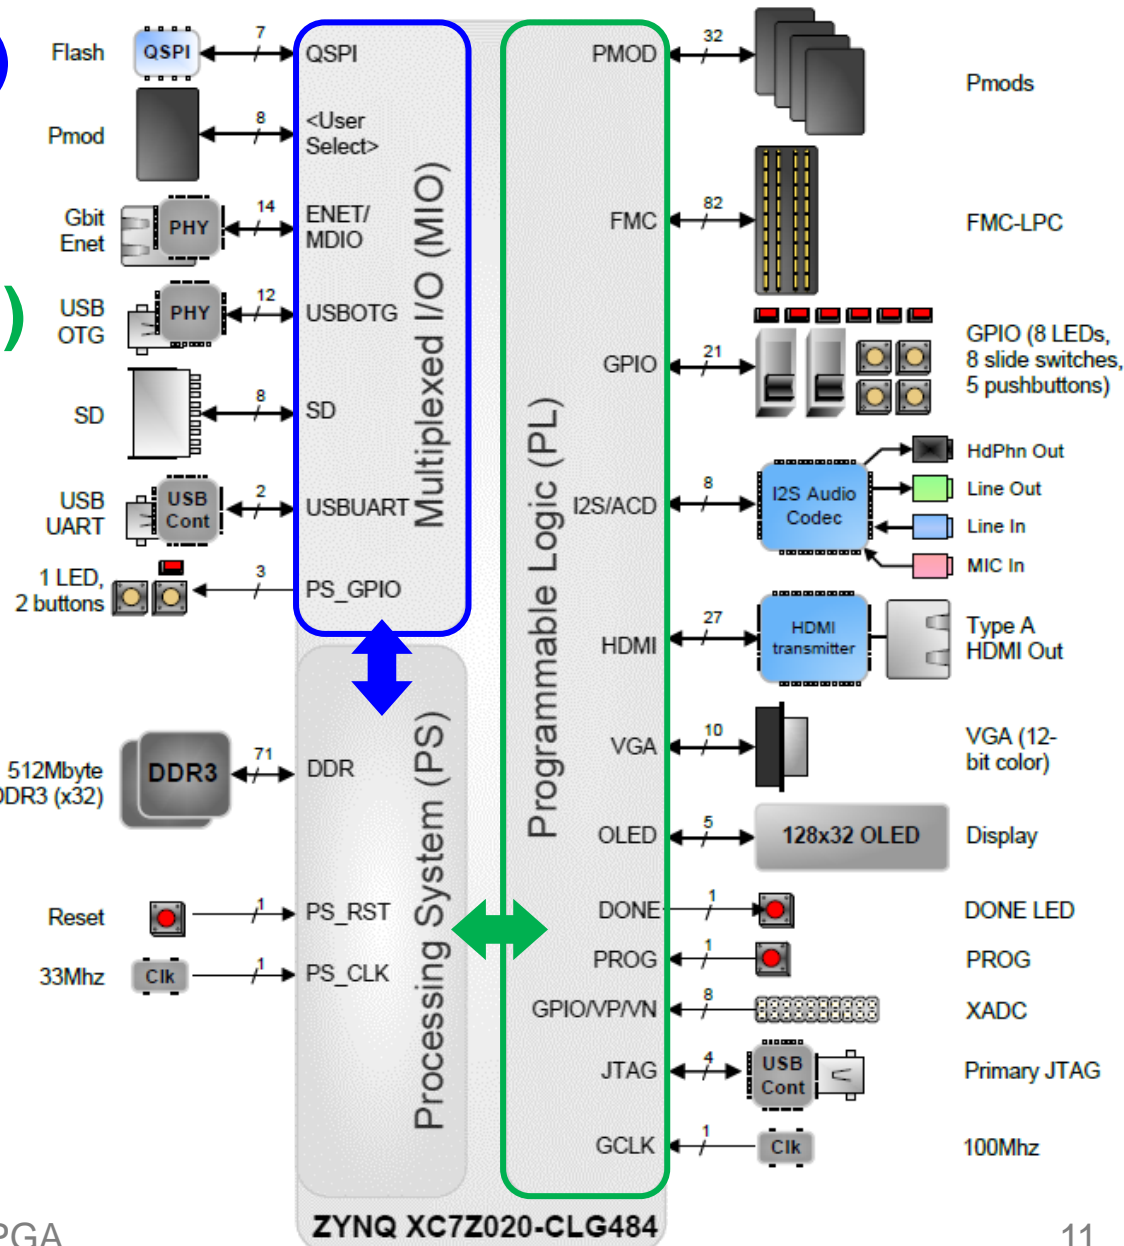 Flash
QSPI
7
QSPI
Pmod
8
<User
Select>
Gbit
Enet
PHY
14
ENET/
MDIO
USB
OTG
PHY
12
USBOTG
)
SD
8
SD
USB
UART
USB
Cont
2
USBUART
1 LED,
2 buttons
3
PS_GPIO
Multiplexed I/O (MIO)
512Mbyte
DDR3 (x32)
DDR3
71
DDR
Reset
1
PS_RST
33Mhz
Clk
1
PS_CLK
Processing System (PS)
Programmable Logic (PL)
PMOD
32
Pmods
FMC
82
FMC-LPC
GPIO
21
GPIO (8 LEDs,
8 slide switches,
5 pushbuttons)
I2S/ACD
8
I2S Audio
Codec
HdPhn Out
Line Out
Line In
MIC In
HDMI
27
HDMI
transmitter
Type A
HDMI Out
VGA
10
VGA (12-
bit color)
OLED
5
128x32 OLED
Display
DONE
1
DONE LED
PROG
1
PROG
GPIO/VP/VN
8
XADC
JTAG
4
USB
Cont
Primary JTAG
GCLK
1
Clk
100Mhz
ZYNQ XC7Z020-CLG484
PGA
11